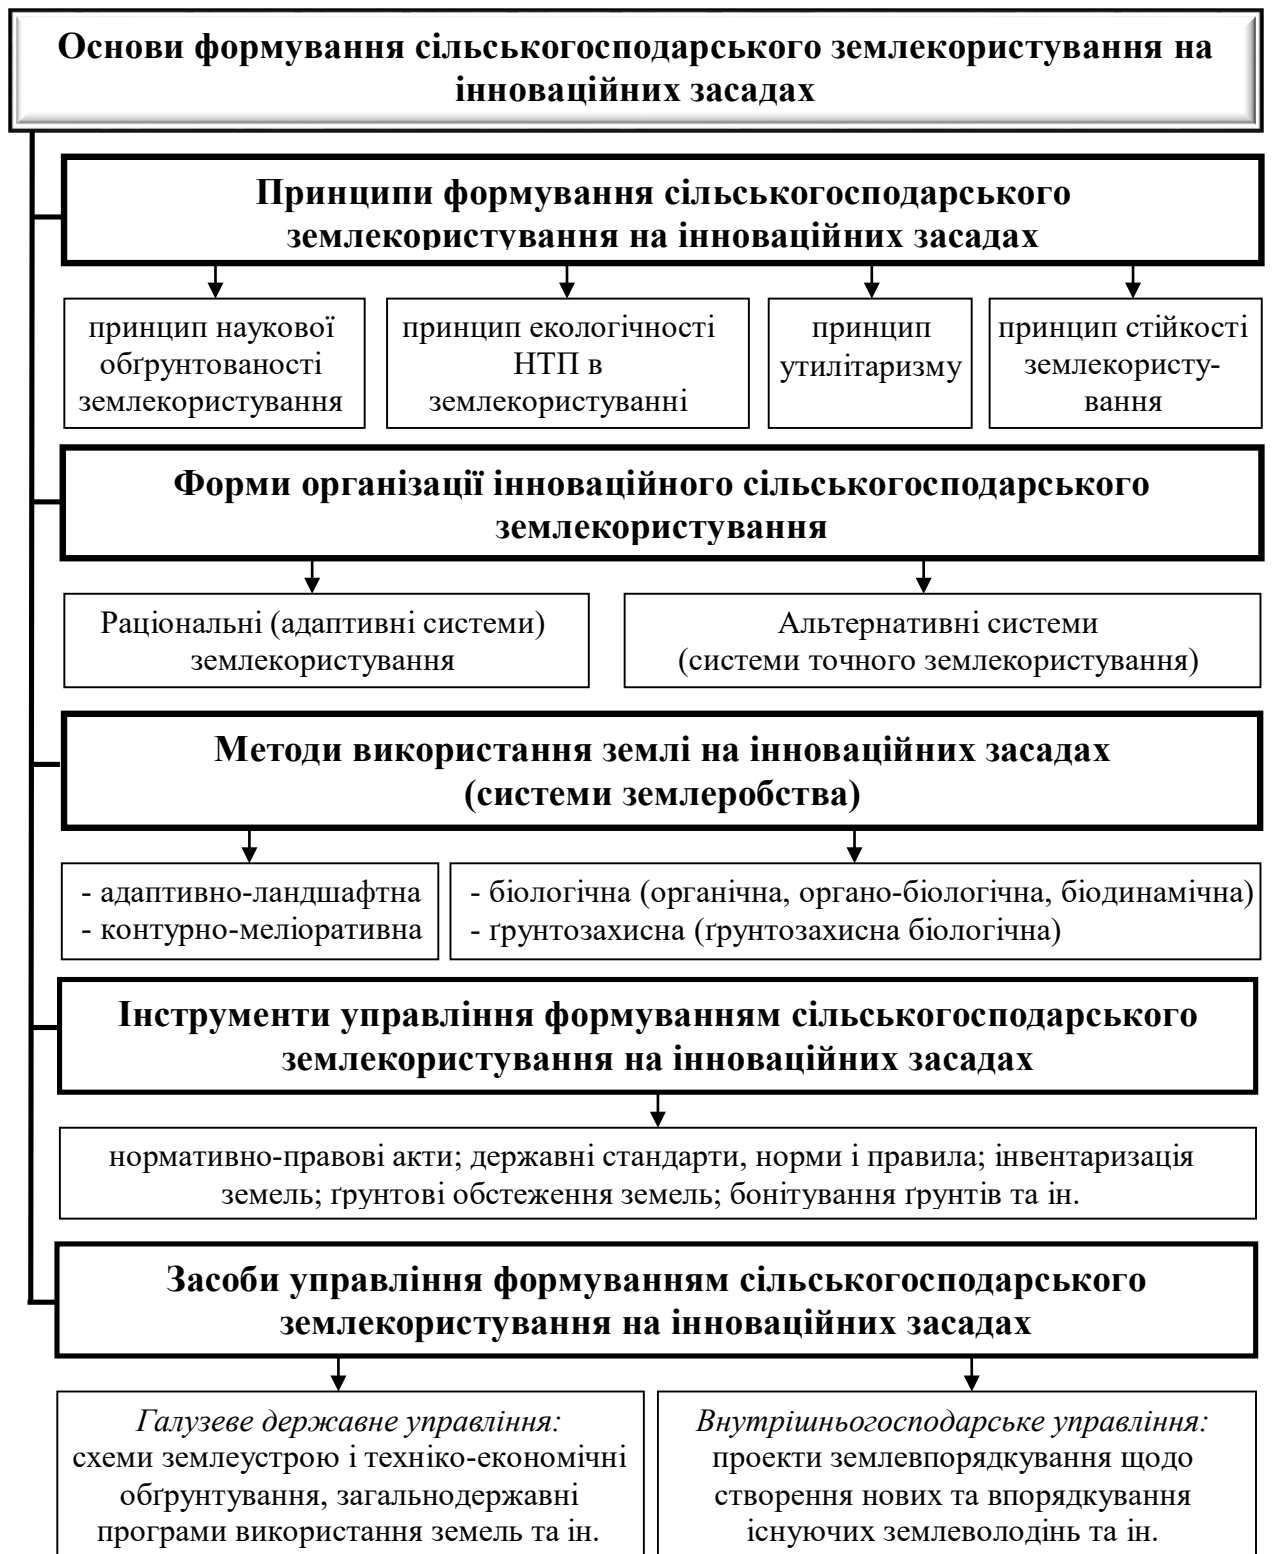 Основи формування сільськогосподарського землекористування на
інноваційних засадах
Принципи формування сільськогосподарського
землекористування на інноваційних засадах
принцип наукової
обґрунтованості
землекористування
принцип екологічності
НТП в
землекористуванні
принцип
утилітаризму
принцип стійкості
землекористу-
вання
Форми організації інноваційного сільськогосподарського
землекористування
Раціональні (адаптивні системи)
землекористування
Альтернативні системи
(системи точного землекористування)
Методи використання землі на інноваційних засадах
(системи землеробства)
- адаптивно-ландшафтна
- контурно-меліоративна
- біологічна (органічна, органо-біологічна, біодинамічна)
- ґрунтозахисна (ґрунтозахисна біологічна)
Інструменти управління формуванням сільськогосподарського
землекористування на інноваційних засадах
нормативно-правові акти; державні стандарти, норми і правила; інвентаризація
земель; ґрунтові обстеження земель; бонітування ґрунтів та ін.
Засоби управління формуванням сільськогосподарського
землекористування на інноваційних засадах
Галузеве державне управління:
схеми землеустрою і техніко-економічні
обґрунтування, загальнодержавні
програми використання земель та ін.
Внутрішньогосподарське управління:
проекти землевпорядкування щодо
створення нових та впорядкування
існуючих землеволодінь та ін.